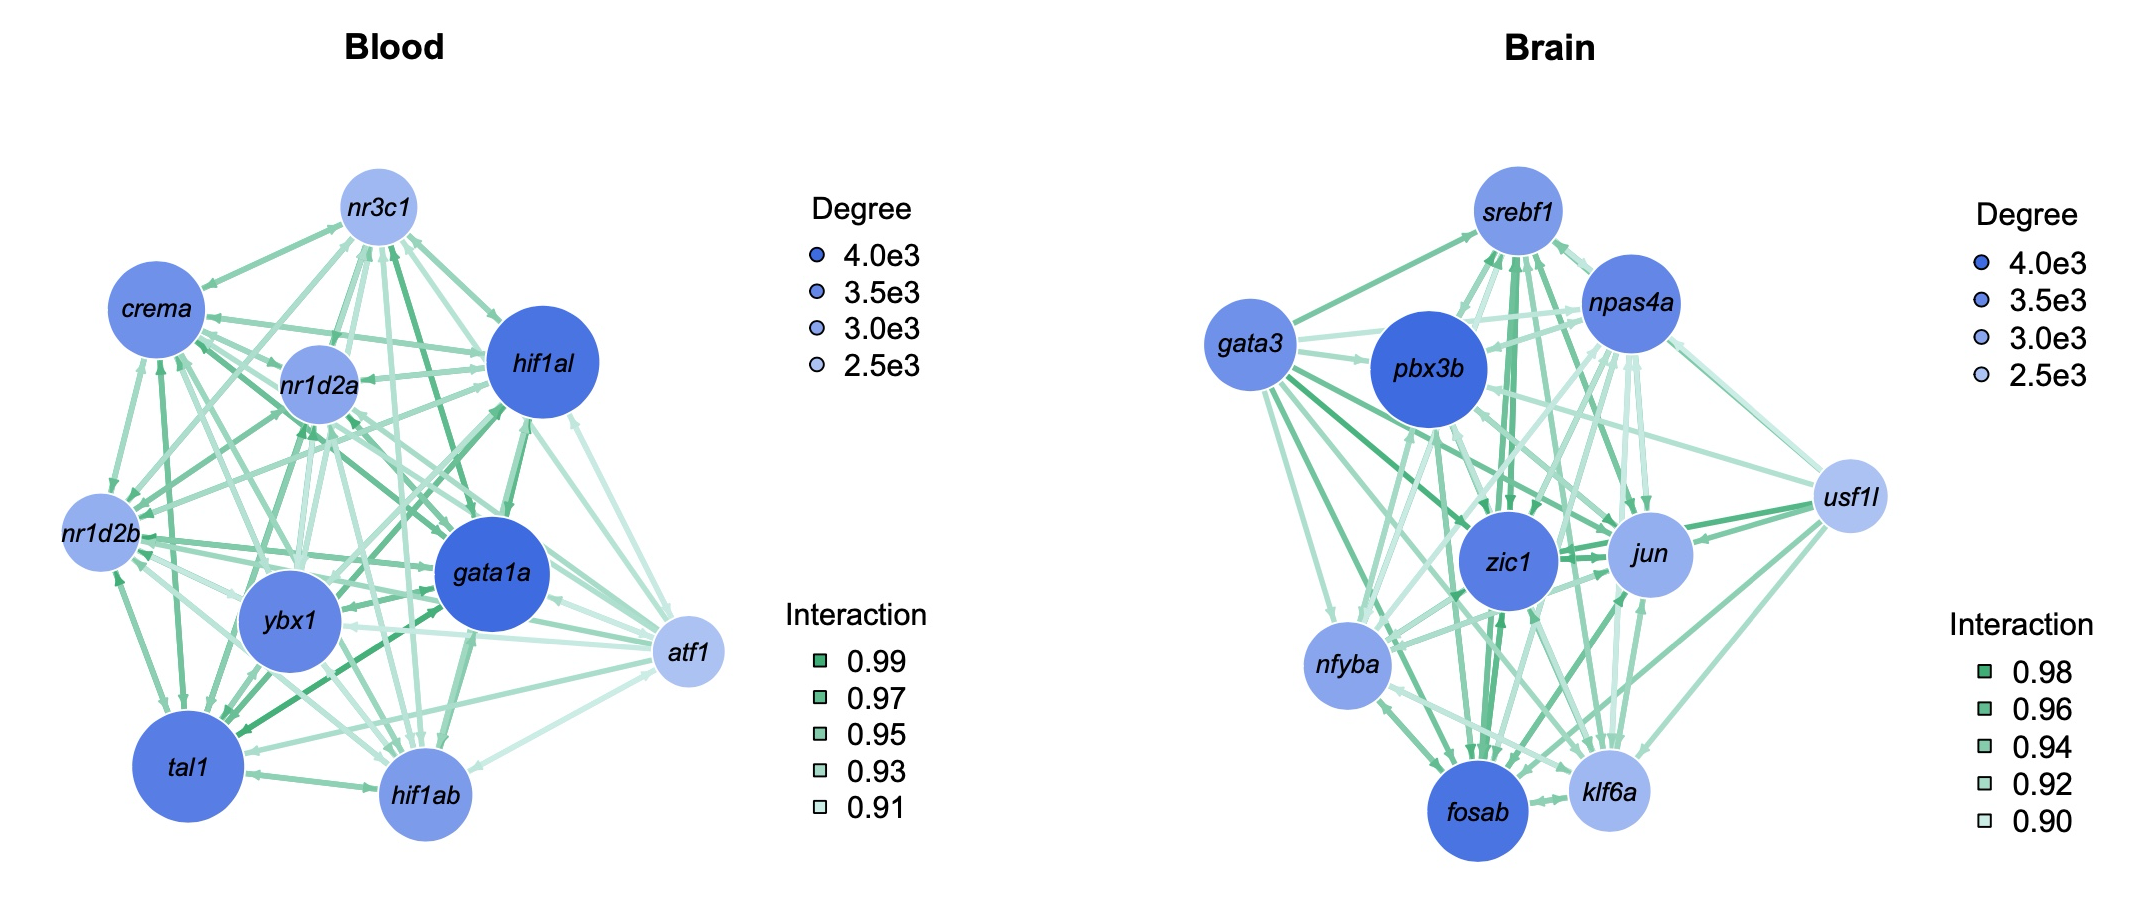 Blood
nr3c1
crema
hif1al
nr1d2a
nr1d2b
gata1a
ybx1
atf1
tal1
hif1ab
Degree
4.0e3
3.5e3
3.0e3
2.5e3
Interaction
0.99
0.97
0.95
0.93
0.91
Brain
srebf1
npas4a
gata3
pbx3b
usf1l
zic1
jun
nfyba
klf6a
fosab
Degree
4.0e3
3.5e3
3.0e3
2.5e3
Interaction
0.98
0.96
0.94
0.92
0.90